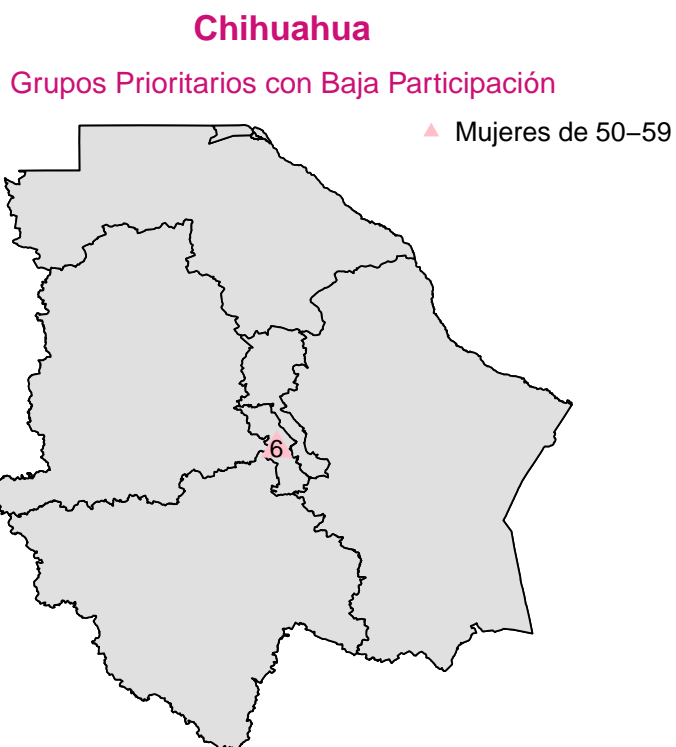 Chihuahua
Grupos Prioritarios con Baja Participación
Mujeres de 50−59
6